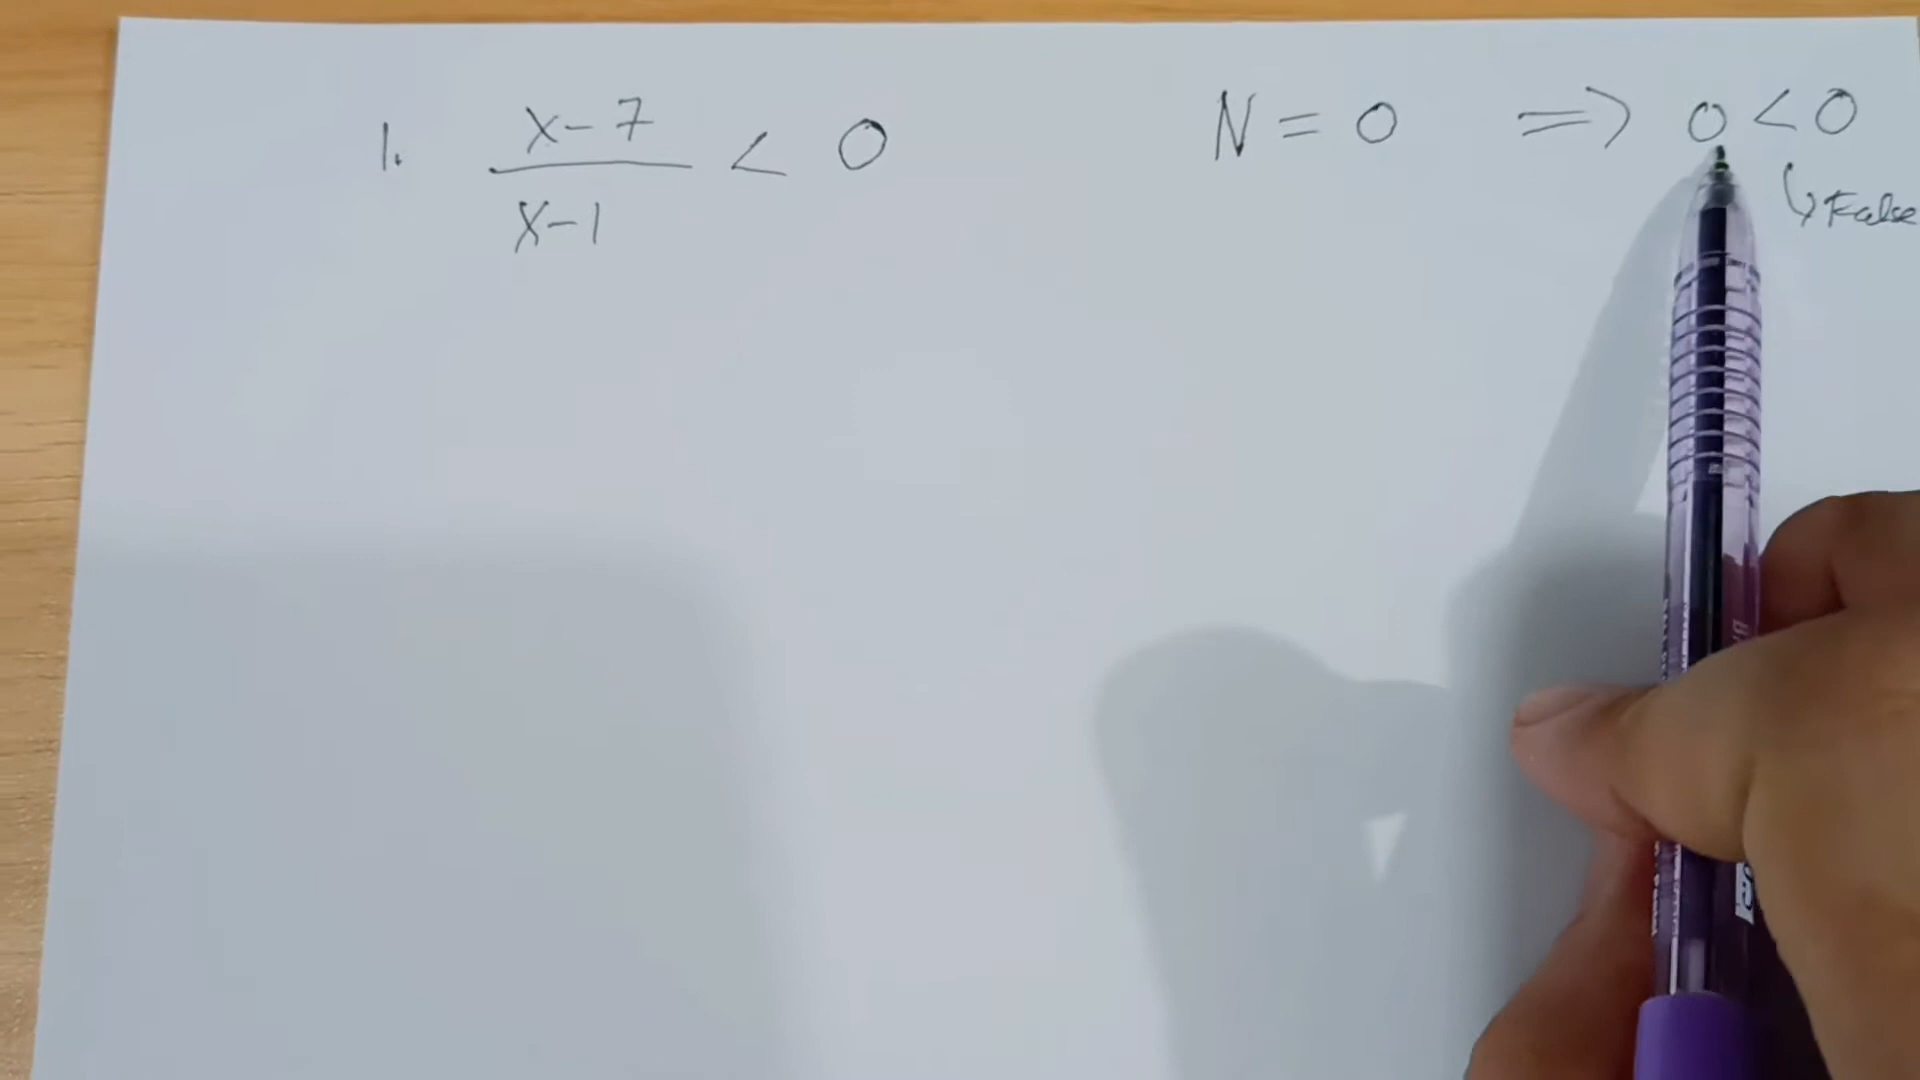 1. x-7 / x-1 < 0
N = 0 ⇒ 0 < 0
↳ False